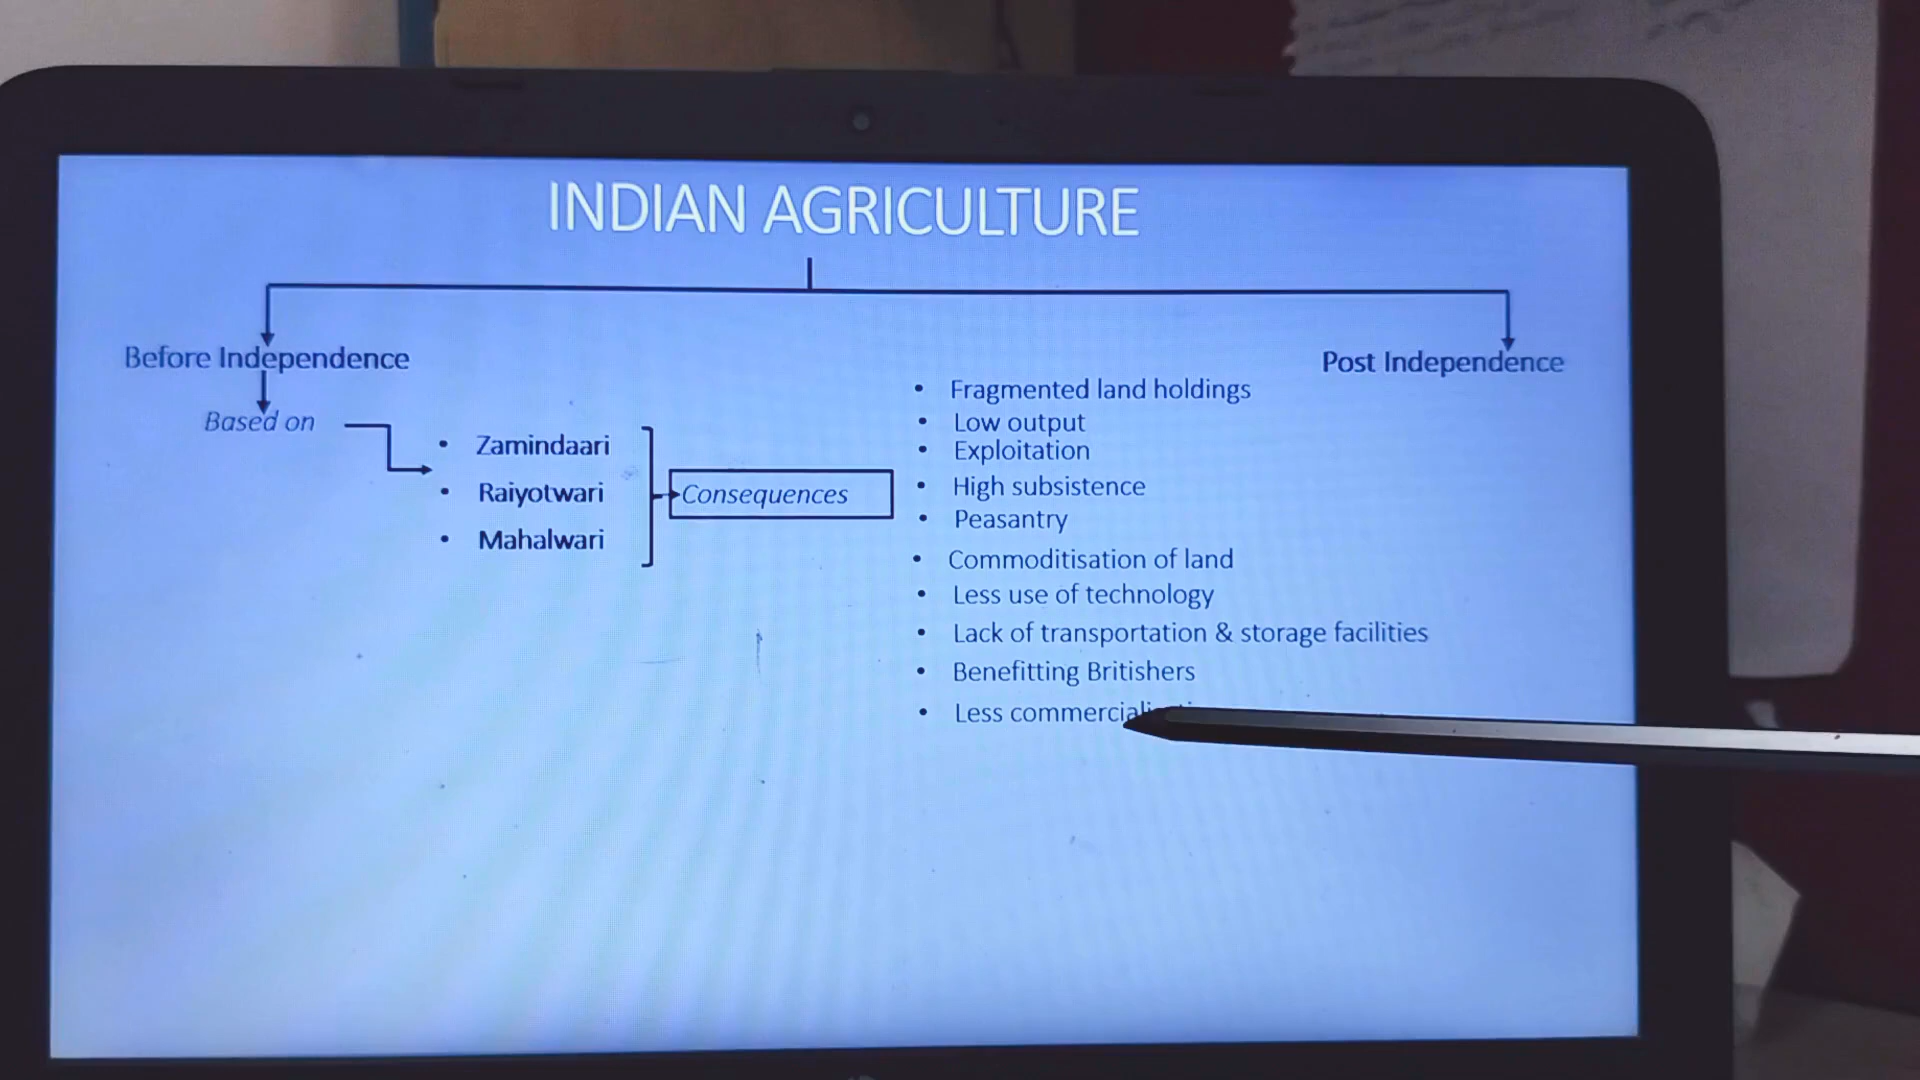 INDIAN AGRICULTURE
Before Independence
Post Independence
Based on
Zamindaari
Raiyotwari
Mahalwari
Consequences
• Fragmented land holdings
• Low output
• Exploitation
• High subsistence
• Peasantry
• Commoditisation of land
• Less use of technology
• Lack of transportation & storage facilities
• Benefitting Britishers
• Less